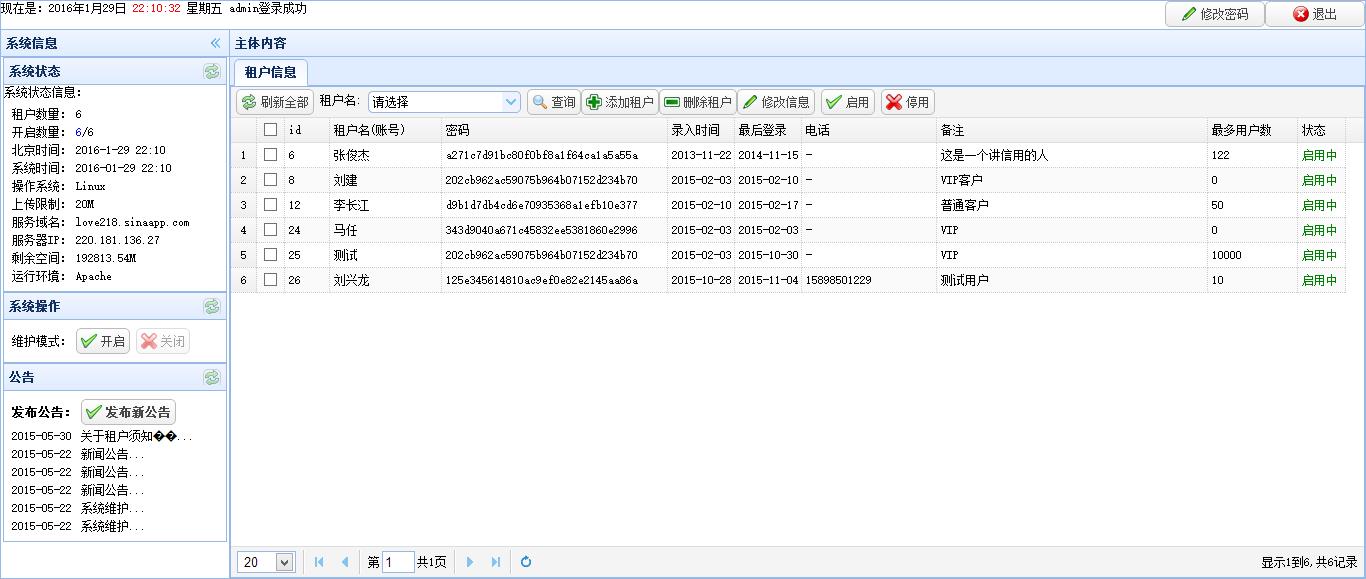 现在是: 2016年1月29日 22:10:32 星期五 admin登录成功
修改密码 退出
系统信息
系统状态
系统状态信息:
租户数量: 6
开启数量: 6/6
北京时间: 2016-1-29 22:10
系统时间: 2016-01-29 22:10
操作系统: Linux
上传限制: 20M
服务域名: love218.sinaapp.com
服务器IP: 220.181.136.27
剩余空间: 192813.54M
运行环境: Apache
系统操作
维护模式: 开启 关闭
公告
发布公告: 发布新公告
2015-05-30 关于租户须知��...
2015-05-22 新闻公告...
2015-05-22 新闻公告...
2015-05-22 新闻公告...
2015-05-22 系统维护...
2015-05-22 系统维护...
主体内容
租户信息
刷新全部 租户名: 请选择 查询 添加租户 删除租户 修改信息 启用 停用
id 租户名(账号) 密码 录入时间 最后登录 电话 备注 最多用户数 状态
1 6 张俊杰 a271c7d91bc80f0bf8a1f64ca1a5a55a 2013-11-22 2014-11-15 - 这是一个讲信用的人 122 启用中
2 8 刘建 202cb962ac59075b964b07152d234b70 2015-02-03 2015-02-10 - VIP客户 0 启用中
3 12 李长江 d9b1d7db4cd6e70935368a1efb10e377 2015-02-10 2015-02-17 - 普通客户 50 启用中
4 24 马任 343d9040a671c45832ee5381860e2996 2015-02-03 2015-02-03 - VIP 0 启用中
5 25 测试 202cb962ac59075b964b07152d234b70 2015-02-03 2015-10-30 - VIP 10000 启用中
6 26 刘兴龙 125e345614810ac9ef0e82e2145aa86a 2015-10-28 2015-11-04 15898501229 测试用户 10 启用中
20 第 1 共1页 显示1到6, 共6记录